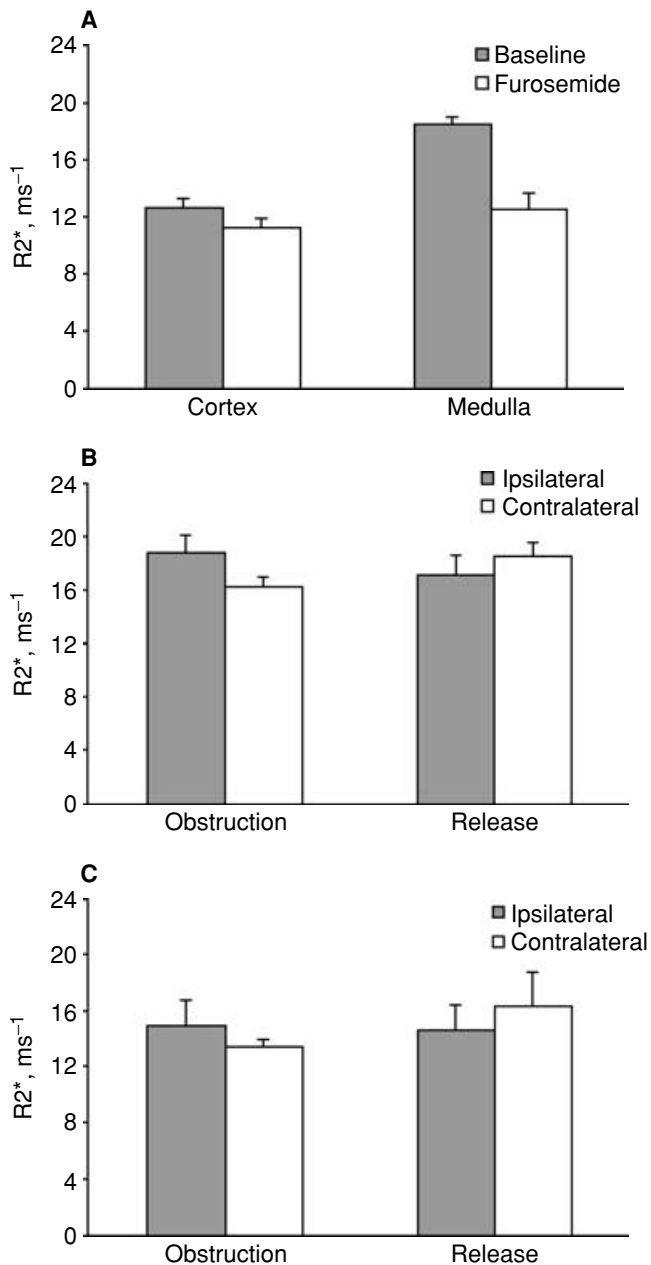 A
24
20
16
12
8
4
0
R2*, ms⁻¹
Baseline
Furosemide
Cortex Medulla
B
24
20
16
12
8
4
0
R2*, ms⁻¹
Ipsilateral
Contralateral
Obstruction Release
C
24
20
16
12
8
4
0
R2*, ms⁻¹
Ipsilateral
Contralateral
Obstruction Release